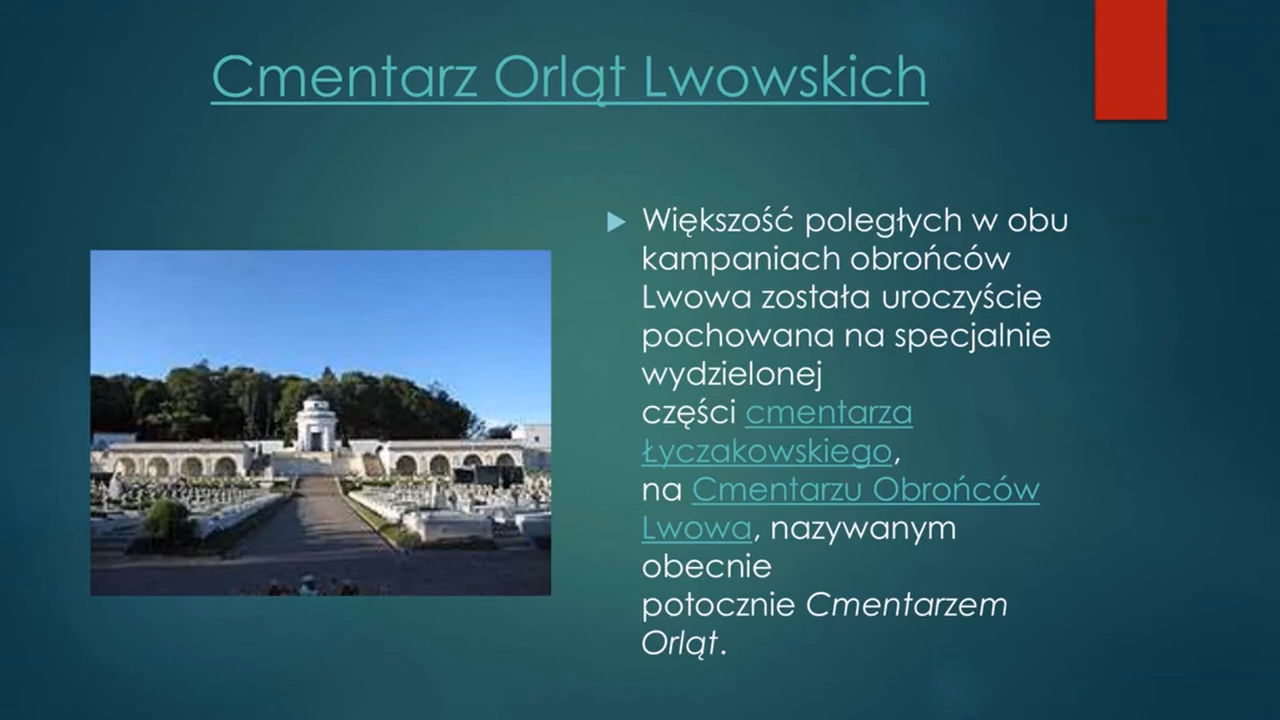 Cmentarz Orląt Lwowskich
Większość poległych w obu
kampaniach obrońców
Lwowa została uroczyście
pochowana na specjalnie
wydzielonej
części cmentarza
Łyczakowskiego,
na Cmentarzu Obrońców
Lwowa, nazywanym
obecnie
potocznie Cmentarzem
Orląt.